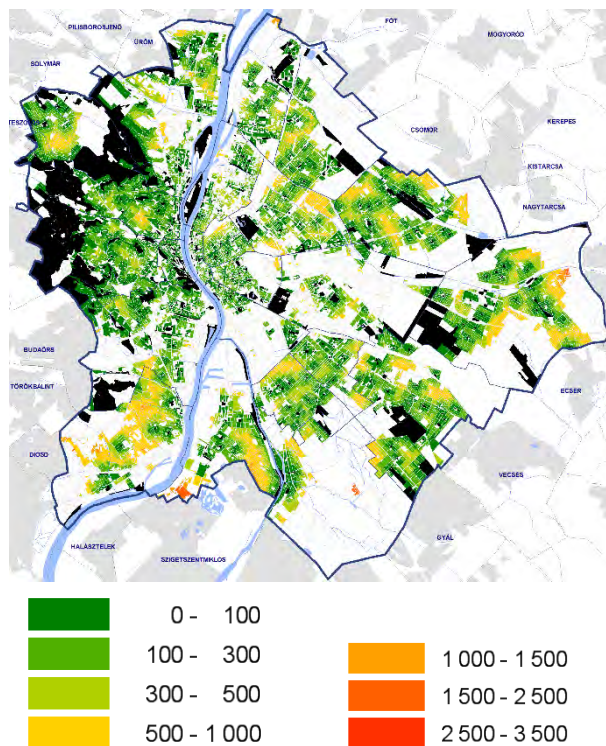 PILISBOROSJENŐ
ÜRÖM
FÓT
MOGYORÓD
SOLYMÁR
KEREPES
CSÖMÖR
KISTARCSA
NAGYTARCSA
BUDAÖRS
TÖRÖKBÁLINT
ECSER
DIÓSD
VECSÉS
GYÁL
HALÁSZTELEK
SZIGETSZENTMIKLÓS
0 - 100
100 - 300
300 - 500
500 - 1 000
1 000 - 1 500
1 500 - 2 500
2 500 - 3 500